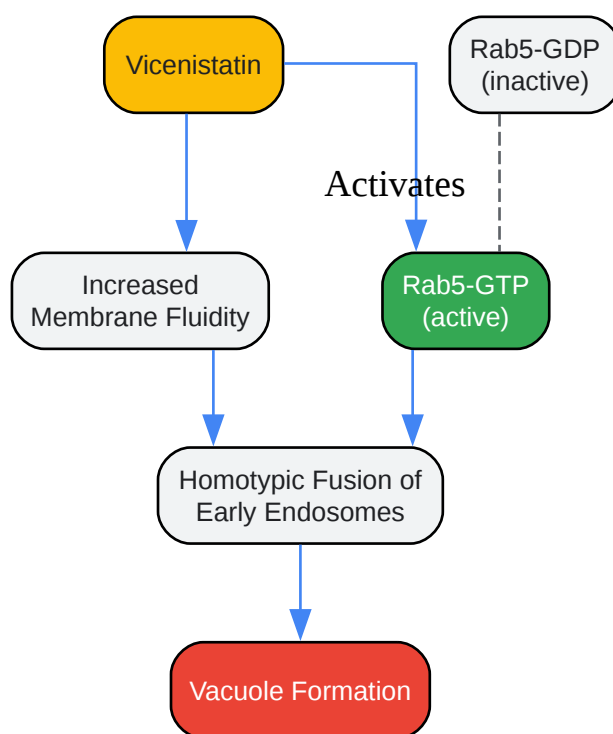 Vicenistatin
Rab5-GDP
(inactive)
Activates
Increased
Membrane Fluidity
Rab5-GTP
(active)
Homotypic Fusion of
Early Endosomes
Vacuole Formation